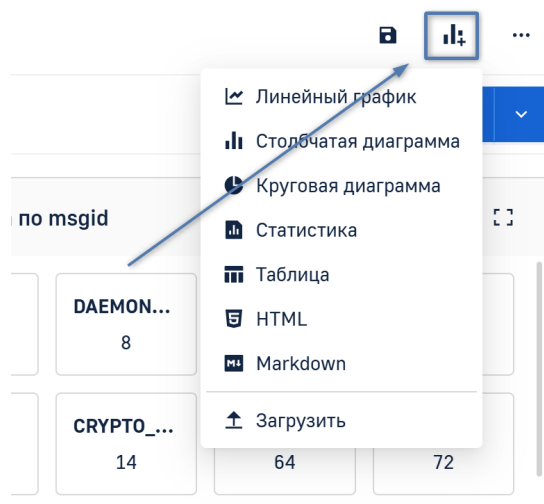 Линейный график
Столбчатая диаграмма
Круговая диаграмма
по msgid
Статистика
Таблица
DAEMON...
8
HTML
Markdown
Загрузить
CRYPTO_...
14
64
72